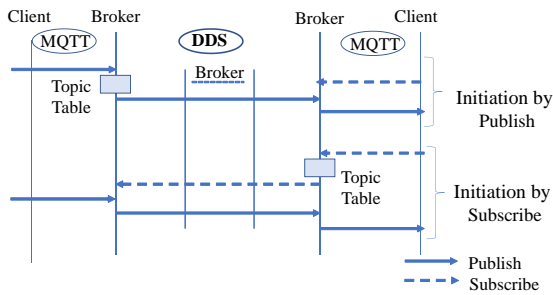 Client
Broker
Broker
Client
MQTT
DDS
MQTT
Broker
Topic
Table
Initiation by
Publish
Topic
Table
Initiation by
Subscribe
Publish
Subscribe